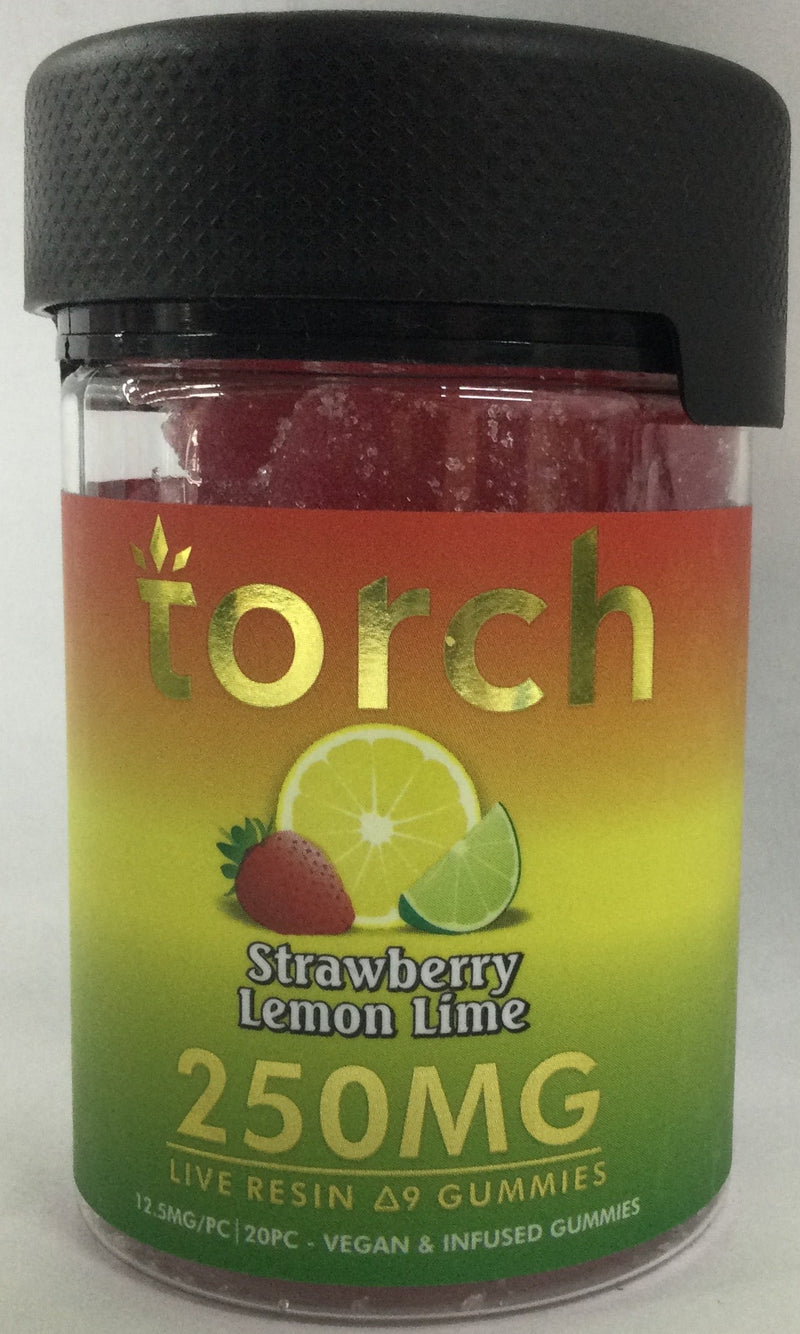 torch
Strawberry
Lemon Lime
250MG
LIVE RESIN Δ9 GUMMIES
12.5MG/PC | 20PC - VEGAN & INFUSED GUMMIES